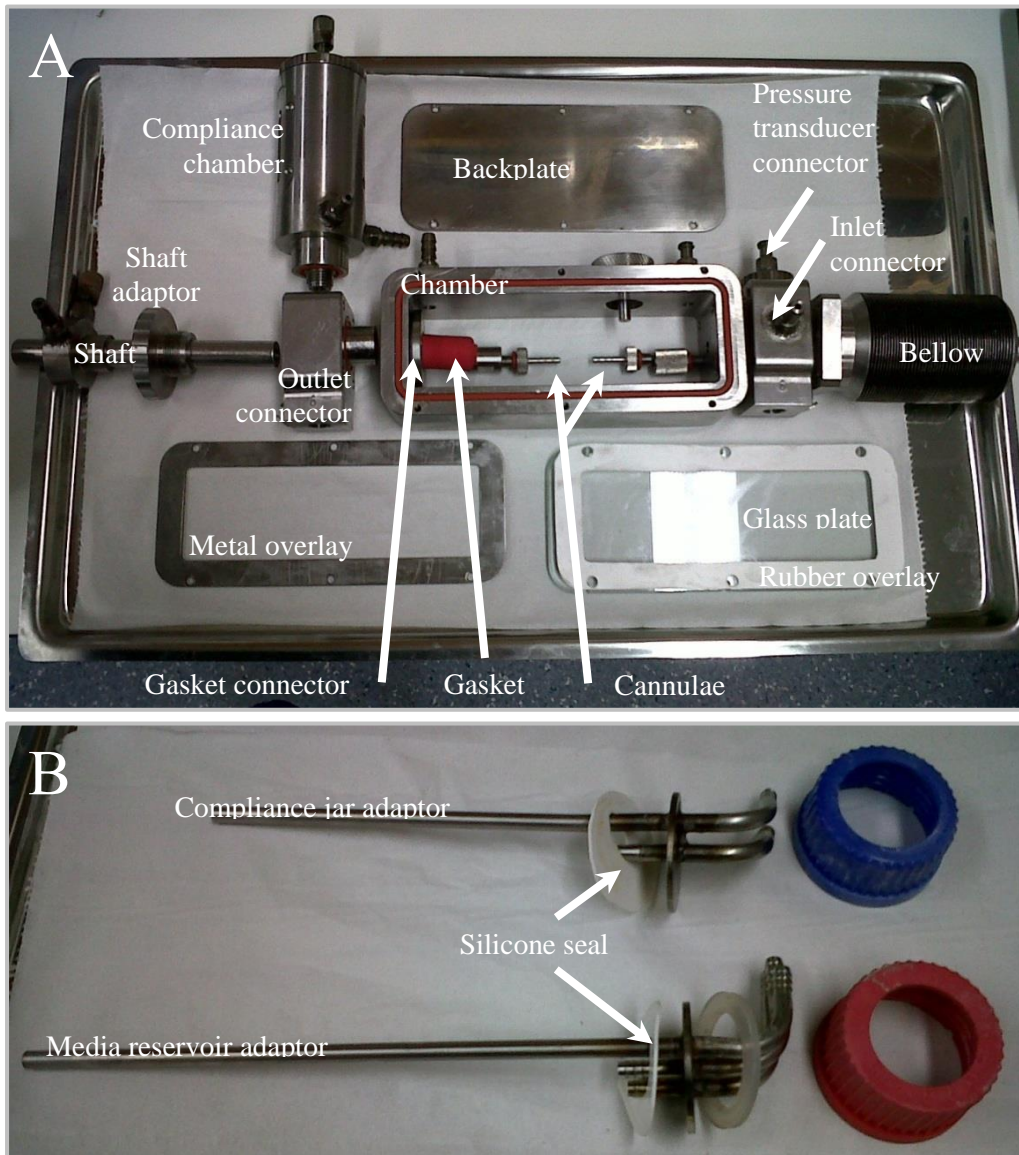 A
Compliance
chamber
Backplate
Pressure
transducer
connector
Inlet
connector
Shaft
adaptor
Chamber
Shaft
Outlet
connector
Bellow
Metal overlay
Glass plate
Rubber overlay
Gasket connector
Gasket
Cannulae
B
Compliance jar adaptor
Silicone seal
Media reservoir adaptor